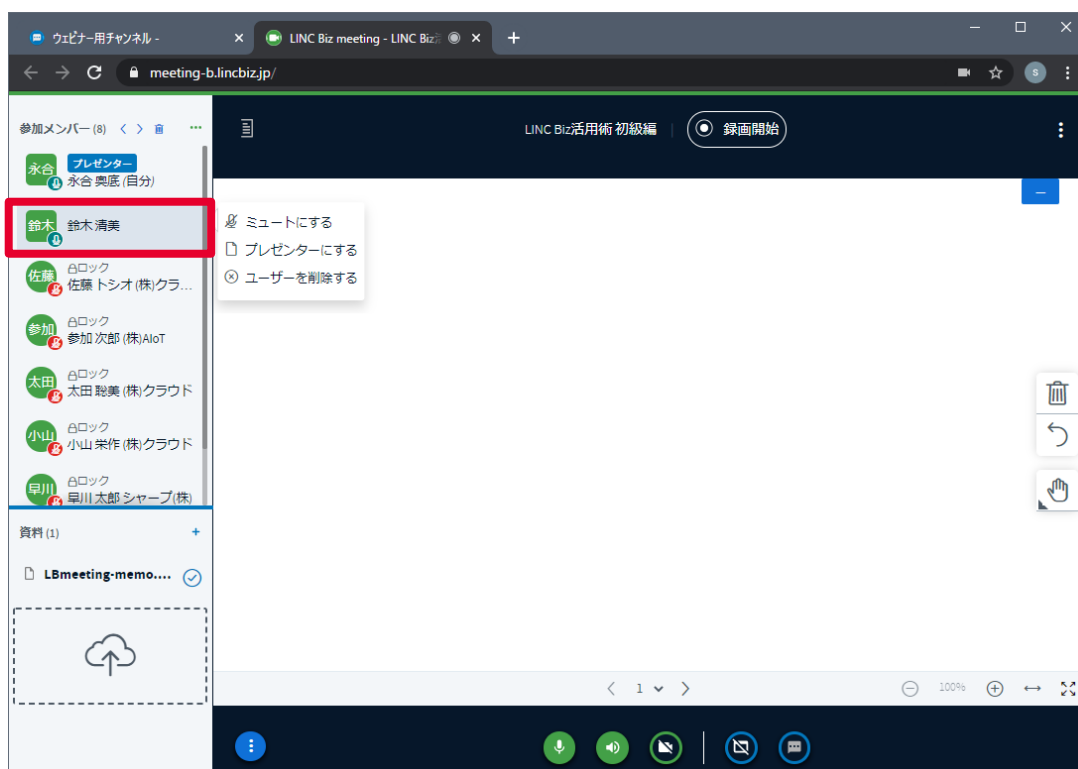 ウェビナー用チャンネル -
LINC Biz meeting - LINC Biz
meeting-b.lincbiz.jp/
S
参加メンバー (8)
LINC Biz活用術 初級編
録画開始
永合
プレゼンター
永合 奥底 (自分)
鈴木
鈴木 清美
ミュートにする
プレゼンターにする
ユーザーを削除する
佐藤
ロック
佐藤 トシオ (株)クラ...
参加
ロック
参加 次郎 (株)AIoT
太田
ロック
太田 聡美 (株)クラウド
小山
ロック
小山 栄作 (株)クラウド
早川
ロック
早川 太郎 シャープ(株)
資料 (1)
LBmeeting-memo....
1
100%